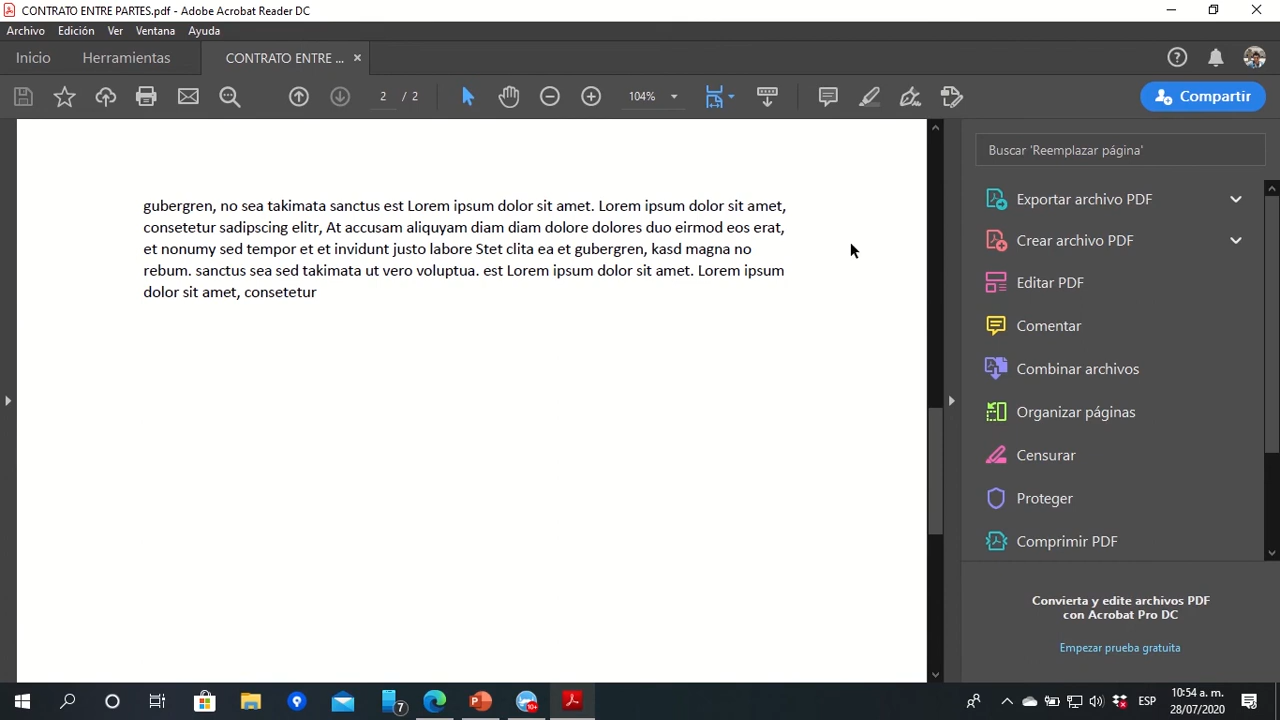 CONTRATO ENTRE PARTES.pdf - Adobe Acrobat Reader DC
Archivo Edición Ver Ventana Ayuda
Inicio Herramientas CONTRATO ENTRE ... ×
2 / 2 104% Compartir
gubergren, no sea takimata sanctus est Lorem ipsum dolor sit amet. Lorem ipsum dolor sit amet,
consetetur sadipscing elitr, At accusam aliquyam diam diam dolore dolores duo eirmod eos erat,
et nonumy sed tempor et et invidunt justo labore Stet clita ea et gubergren, kasd magna no
rebum. sanctus sea sed takimata ut vero voluptua. est Lorem ipsum dolor sit amet. Lorem ipsum
dolor sit amet, consetetur
Buscar 'Reemplazar página'
Exportar archivo PDF
Crear archivo PDF
Editar PDF
Comentar
Combinar archivos
Organizar páginas
Censurar
Proteger
Comprimir PDF
Convierta y edite archivos PDF
con Acrobat Pro DC
Empezar prueba gratuita
7
10+
ESP
10:54 a. m.
28/07/2020